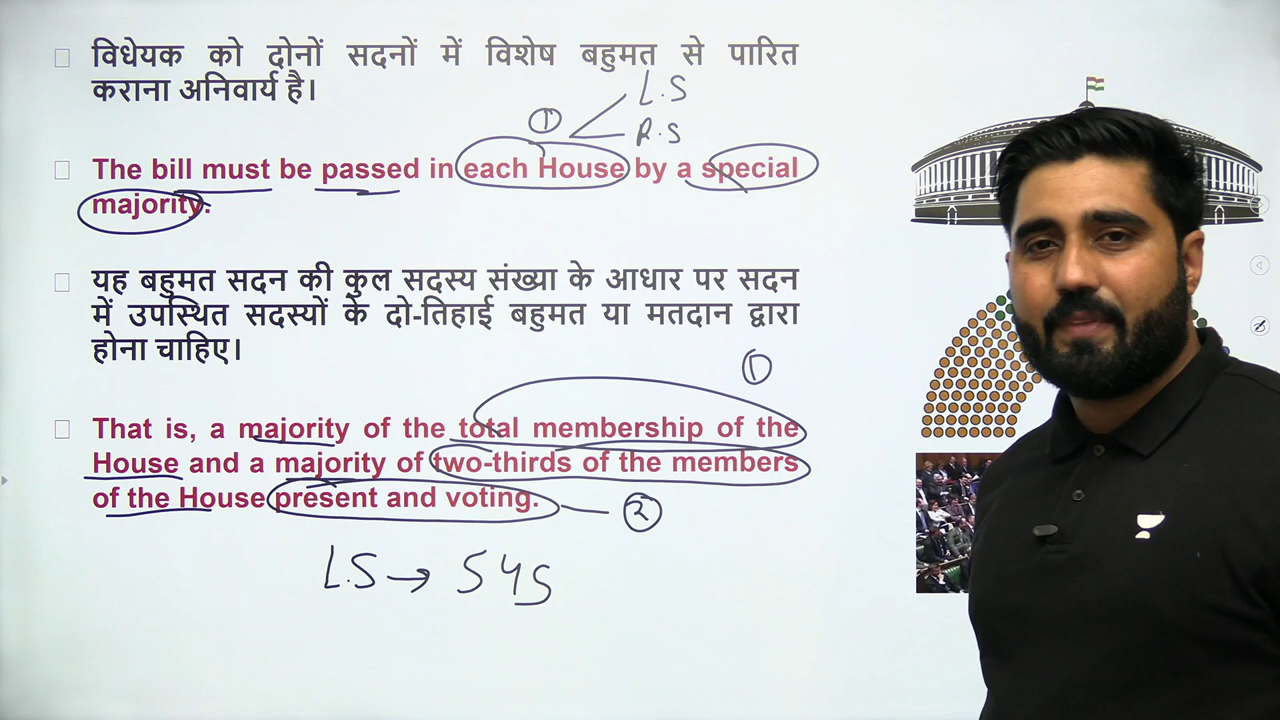 विधेयक को दोनों सदनों में विशेष बहुमत से पारित
कराना अनिवार्य है।
L.S
① R.S
The bill must be passed in each House by a special
majority.
यह बहुमत सदन की कुल सदस्य संख्या के आधार पर सदन
में उपस्थित सदस्यों के दो-तिहाई बहुमत या मतदान द्वारा
होना चाहिए।
①
That is, a majority of the total membership of the
House and a majority of two-thirds of the members
of the House present and voting. — ②
L.S → 545